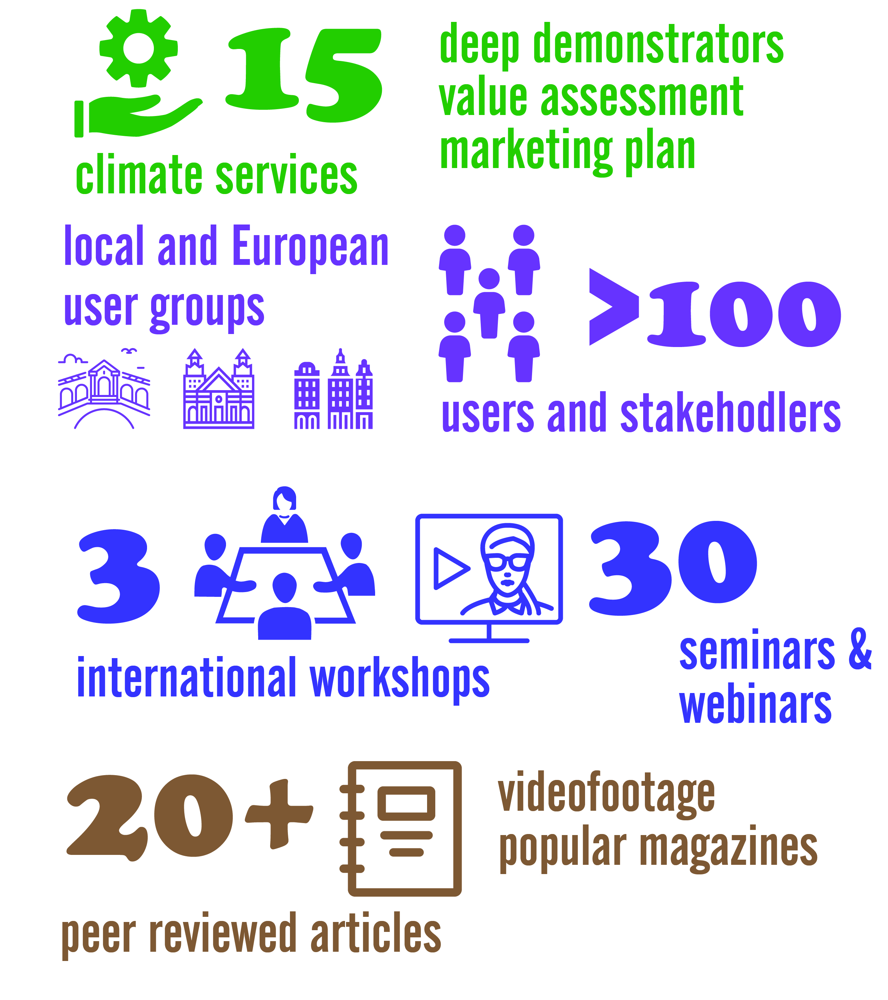 15
climate services
deep demonstrators
value assessment
marketing plan
local and European
user groups
>100
users and stakehodlers
3
international workshops
30
seminars &
webinars
20+
peer reviewed articles
videofootage
popular magazines